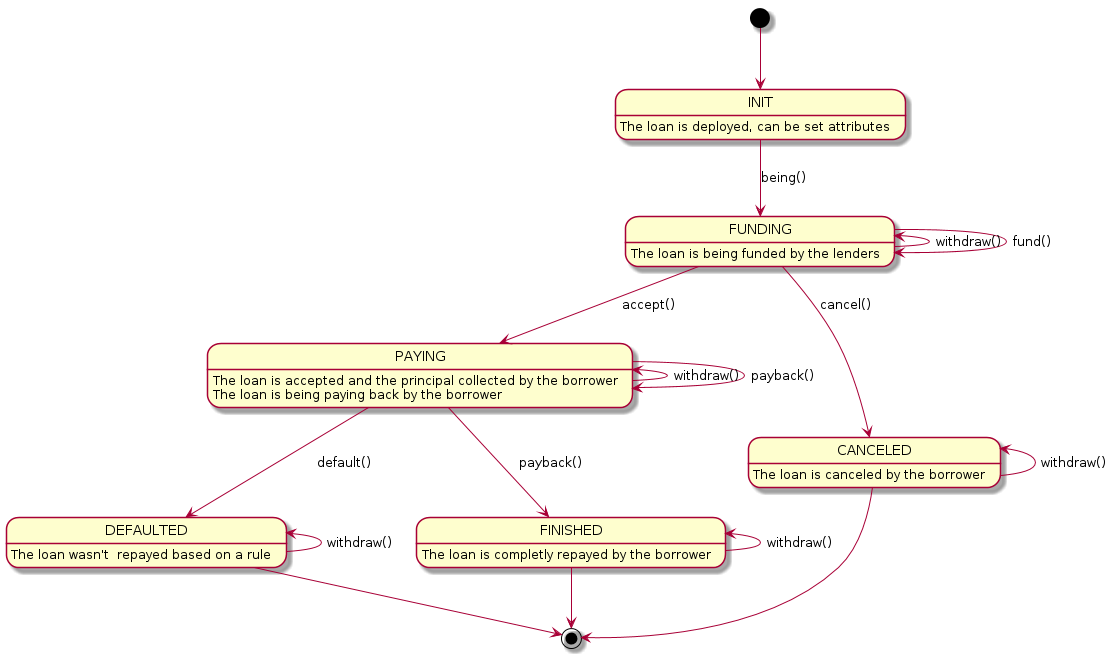 INIT
The loan is deployed, can be set attributes
being()
FUNDING
The loan is being funded by the lenders
withdraw()
fund()
accept()
cancel()
PAYING
The loan is accepted and the principal collected by the borrower
The loan is being paying back by the borrower
withdraw()
payback()
default()
payback()
CANCELED
The loan is canceled by the borrower
withdraw()
DEFAULTED
The loan wasn't  repayed based on a rule
withdraw()
FINISHED
The loan is completly repayed by the borrower
withdraw()